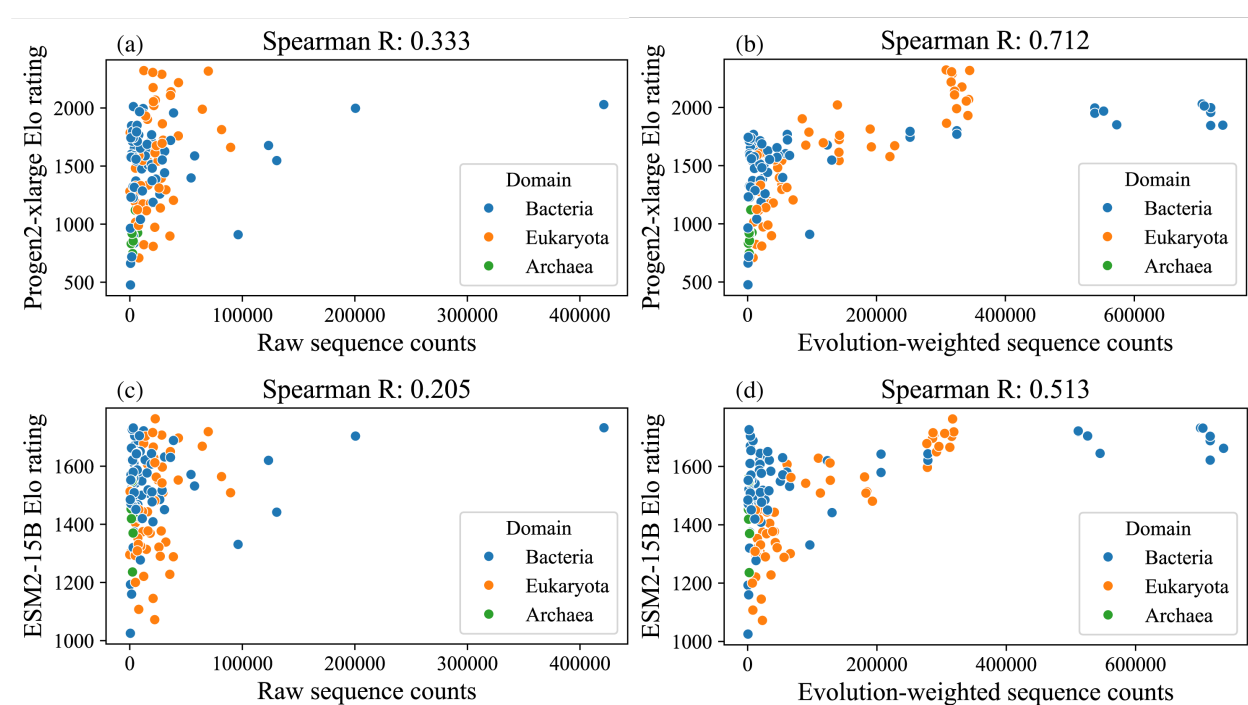 (a)
Spearman R: 0.333
Progen2-xlarge Elo rating
2000
1500
1000
500
Domain
Bacteria
Eukaryota
Archaea
0
100000
200000
300000
400000
Raw sequence counts
(b)
Spearman R: 0.712
Progen2-xlarge Elo rating
2000
1500
1000
500
Domain
Bacteria
Eukaryota
Archaea
0
200000
400000
600000
Evolution-weighted sequence counts
(c)
Spearman R: 0.205
ESM2-15B Elo rating
1600
1400
1200
1000
Domain
Bacteria
Eukaryota
Archaea
0
100000
200000
300000
400000
Raw sequence counts
(d)
Spearman R: 0.513
ESM2-15B Elo rating
1600
1400
1200
1000
Domain
Bacteria
Eukaryota
Archaea
0
200000
400000
600000
Evolution-weighted sequence counts